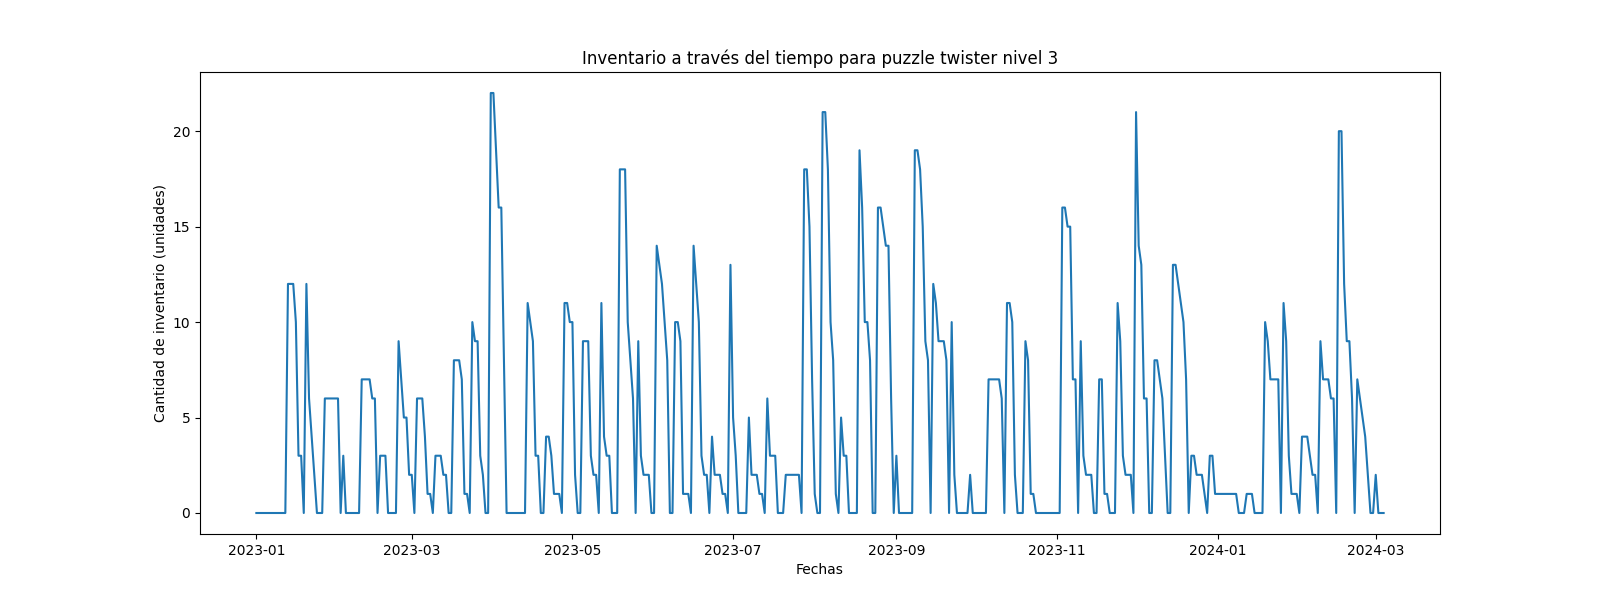 Inventario a través del tiempo para puzzle twister nivel 3
Cantidad de inventario (unidades)
20
15
10
5
0
2023-01 2023-03 2023-05 2023-07 2023-09 2023-11 2024-01 2024-03
Fechas